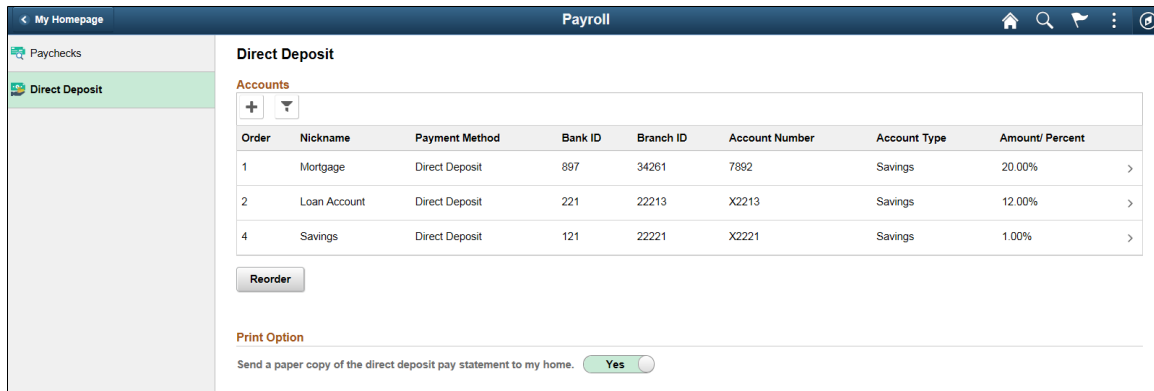 My Homepage Payroll
Paychecks
Direct Deposit
Direct Deposit
Accounts
Order Nickname Payment Method Bank ID Branch ID Account Number Account Type Amount/ Percent
1 Mortgage Direct Deposit 897 34261 7892 Savings 20.00%
2 Loan Account Direct Deposit 221 22213 X2213 Savings 12.00%
4 Savings Direct Deposit 121 22221 X2221 Savings 1.00%
Reorder
Print Option
Send a paper copy of the direct deposit pay statement to my home. Yes